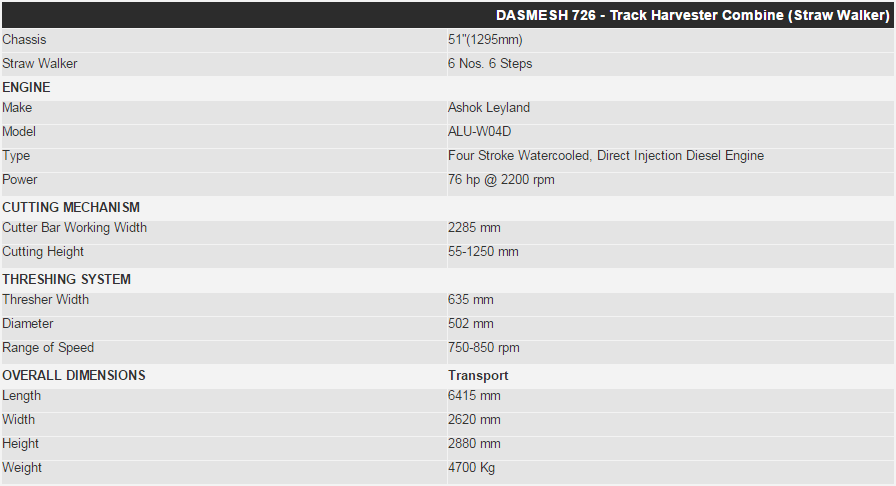 DASMESH 726 - Track Harvester Combine (Straw Walker)
Chassis 51"(1295mm)
Straw Walker 6 Nos. 6 Steps
ENGINE
Make Ashok Leyland
Model ALU-W04D
Type Four Stroke Watercooled, Direct Injection Diesel Engine
Power 76 hp @ 2200 rpm
CUTTING MECHANISM
Cutter Bar Working Width 2285 mm
Cutting Height 55-1250 mm
THRESHING SYSTEM
Thresher Width 635 mm
Diameter 502 mm
Range of Speed 750-850 rpm
OVERALL DIMENSIONS Transport
Length 6415 mm
Width 2620 mm
Height 2880 mm
Weight 4700 Kg